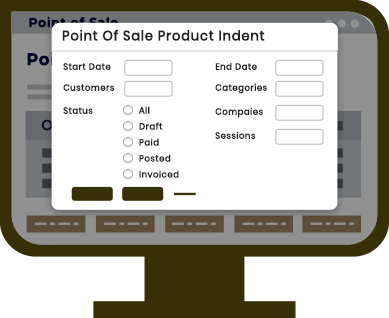 Point of Sale
Point Of Sale Product Indent
Poi
Start Date
End Date
Customers
Categories
Status
All
Compaies
Draft
Sessions
Paid
Posted
Invoiced